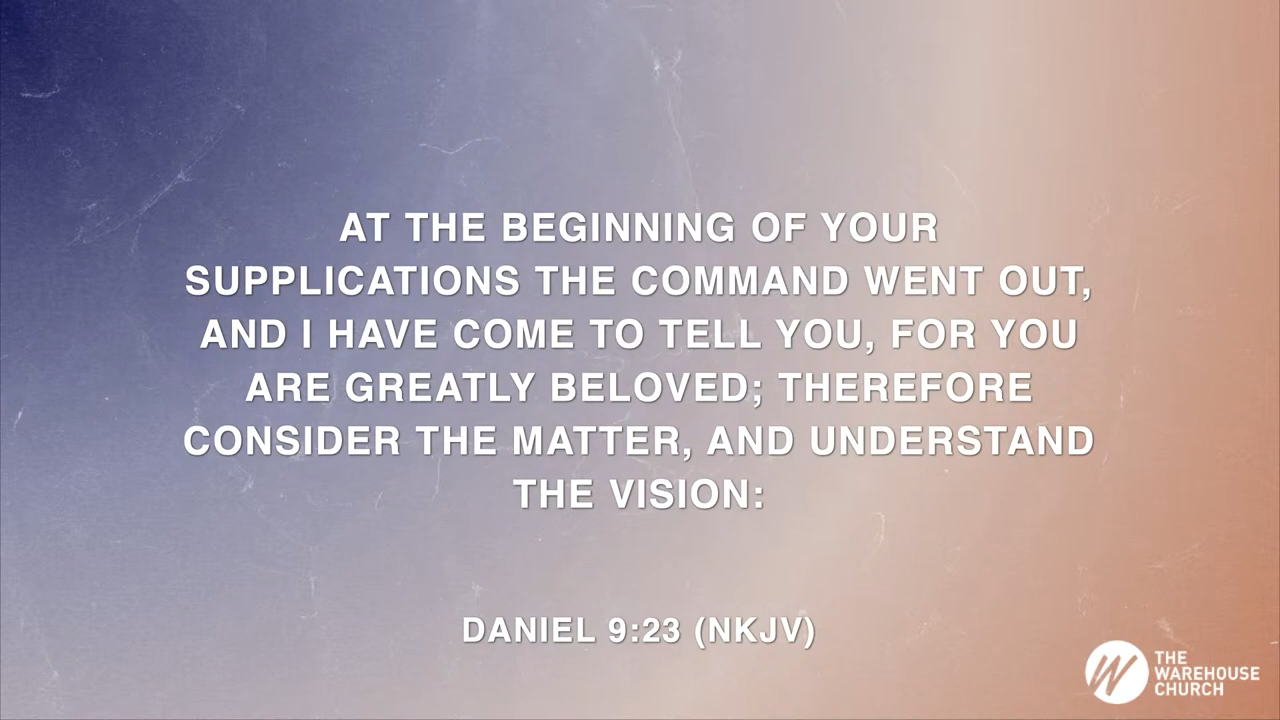 AT THE BEGINNING OF YOUR
SUPPLICATIONS THE COMMAND WENT OUT,
AND I HAVE COME TO TELL YOU, FOR YOU
ARE GREATLY BELOVED; THEREFORE
CONSIDER THE MATTER, AND UNDERSTAND
THE VISION:
DANIEL 9:23 (NKJV)
THE
WAREHOUSE
CHURCH